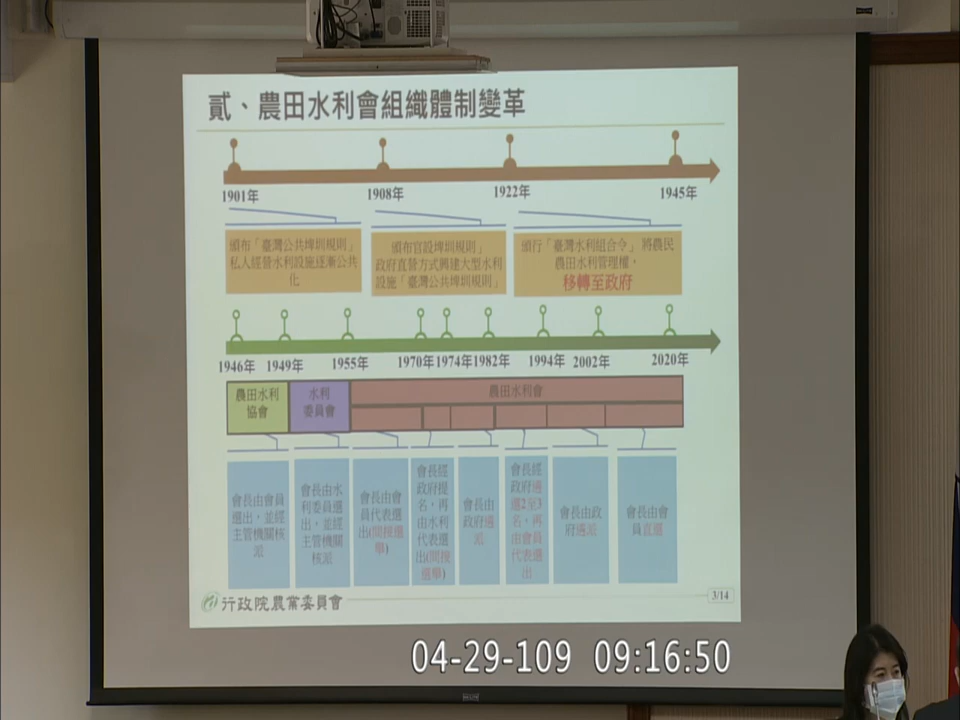 貳、農田水利會組織體制變革
1901年
1908年
1922年
1945年
頒布「臺灣公共埤圳規則」
私人經營水利設施逐漸公共
化
頒布官設埤圳規則」
政府直營方式興建大型水利
設施「臺灣公共埤圳規則」
頒行「臺灣水利組合令」將農民
農田水利管理權，
移轉至政府
1946年
1949年
1955年
1970年
1974年
1982年
1994年
2002年
2020年
農田水利
協會
水利
委員會
農田水利會
會長由會員
選出，並經
主管機關核
派
會長由水
利委員選
出，並經
主管機關
核派
會長由會
員代表選
出(間接選
舉)
會長經
政府提
名，再
由水利
代表選
出(間接
選舉)
會長由
政府遴
派
會長經
政府遴
選2至3
名，再
由會員
代表選
出
會長由政
府遴派
會長由會
員直選
行政院農業委員會
3/14
04-29-109 09:16:50